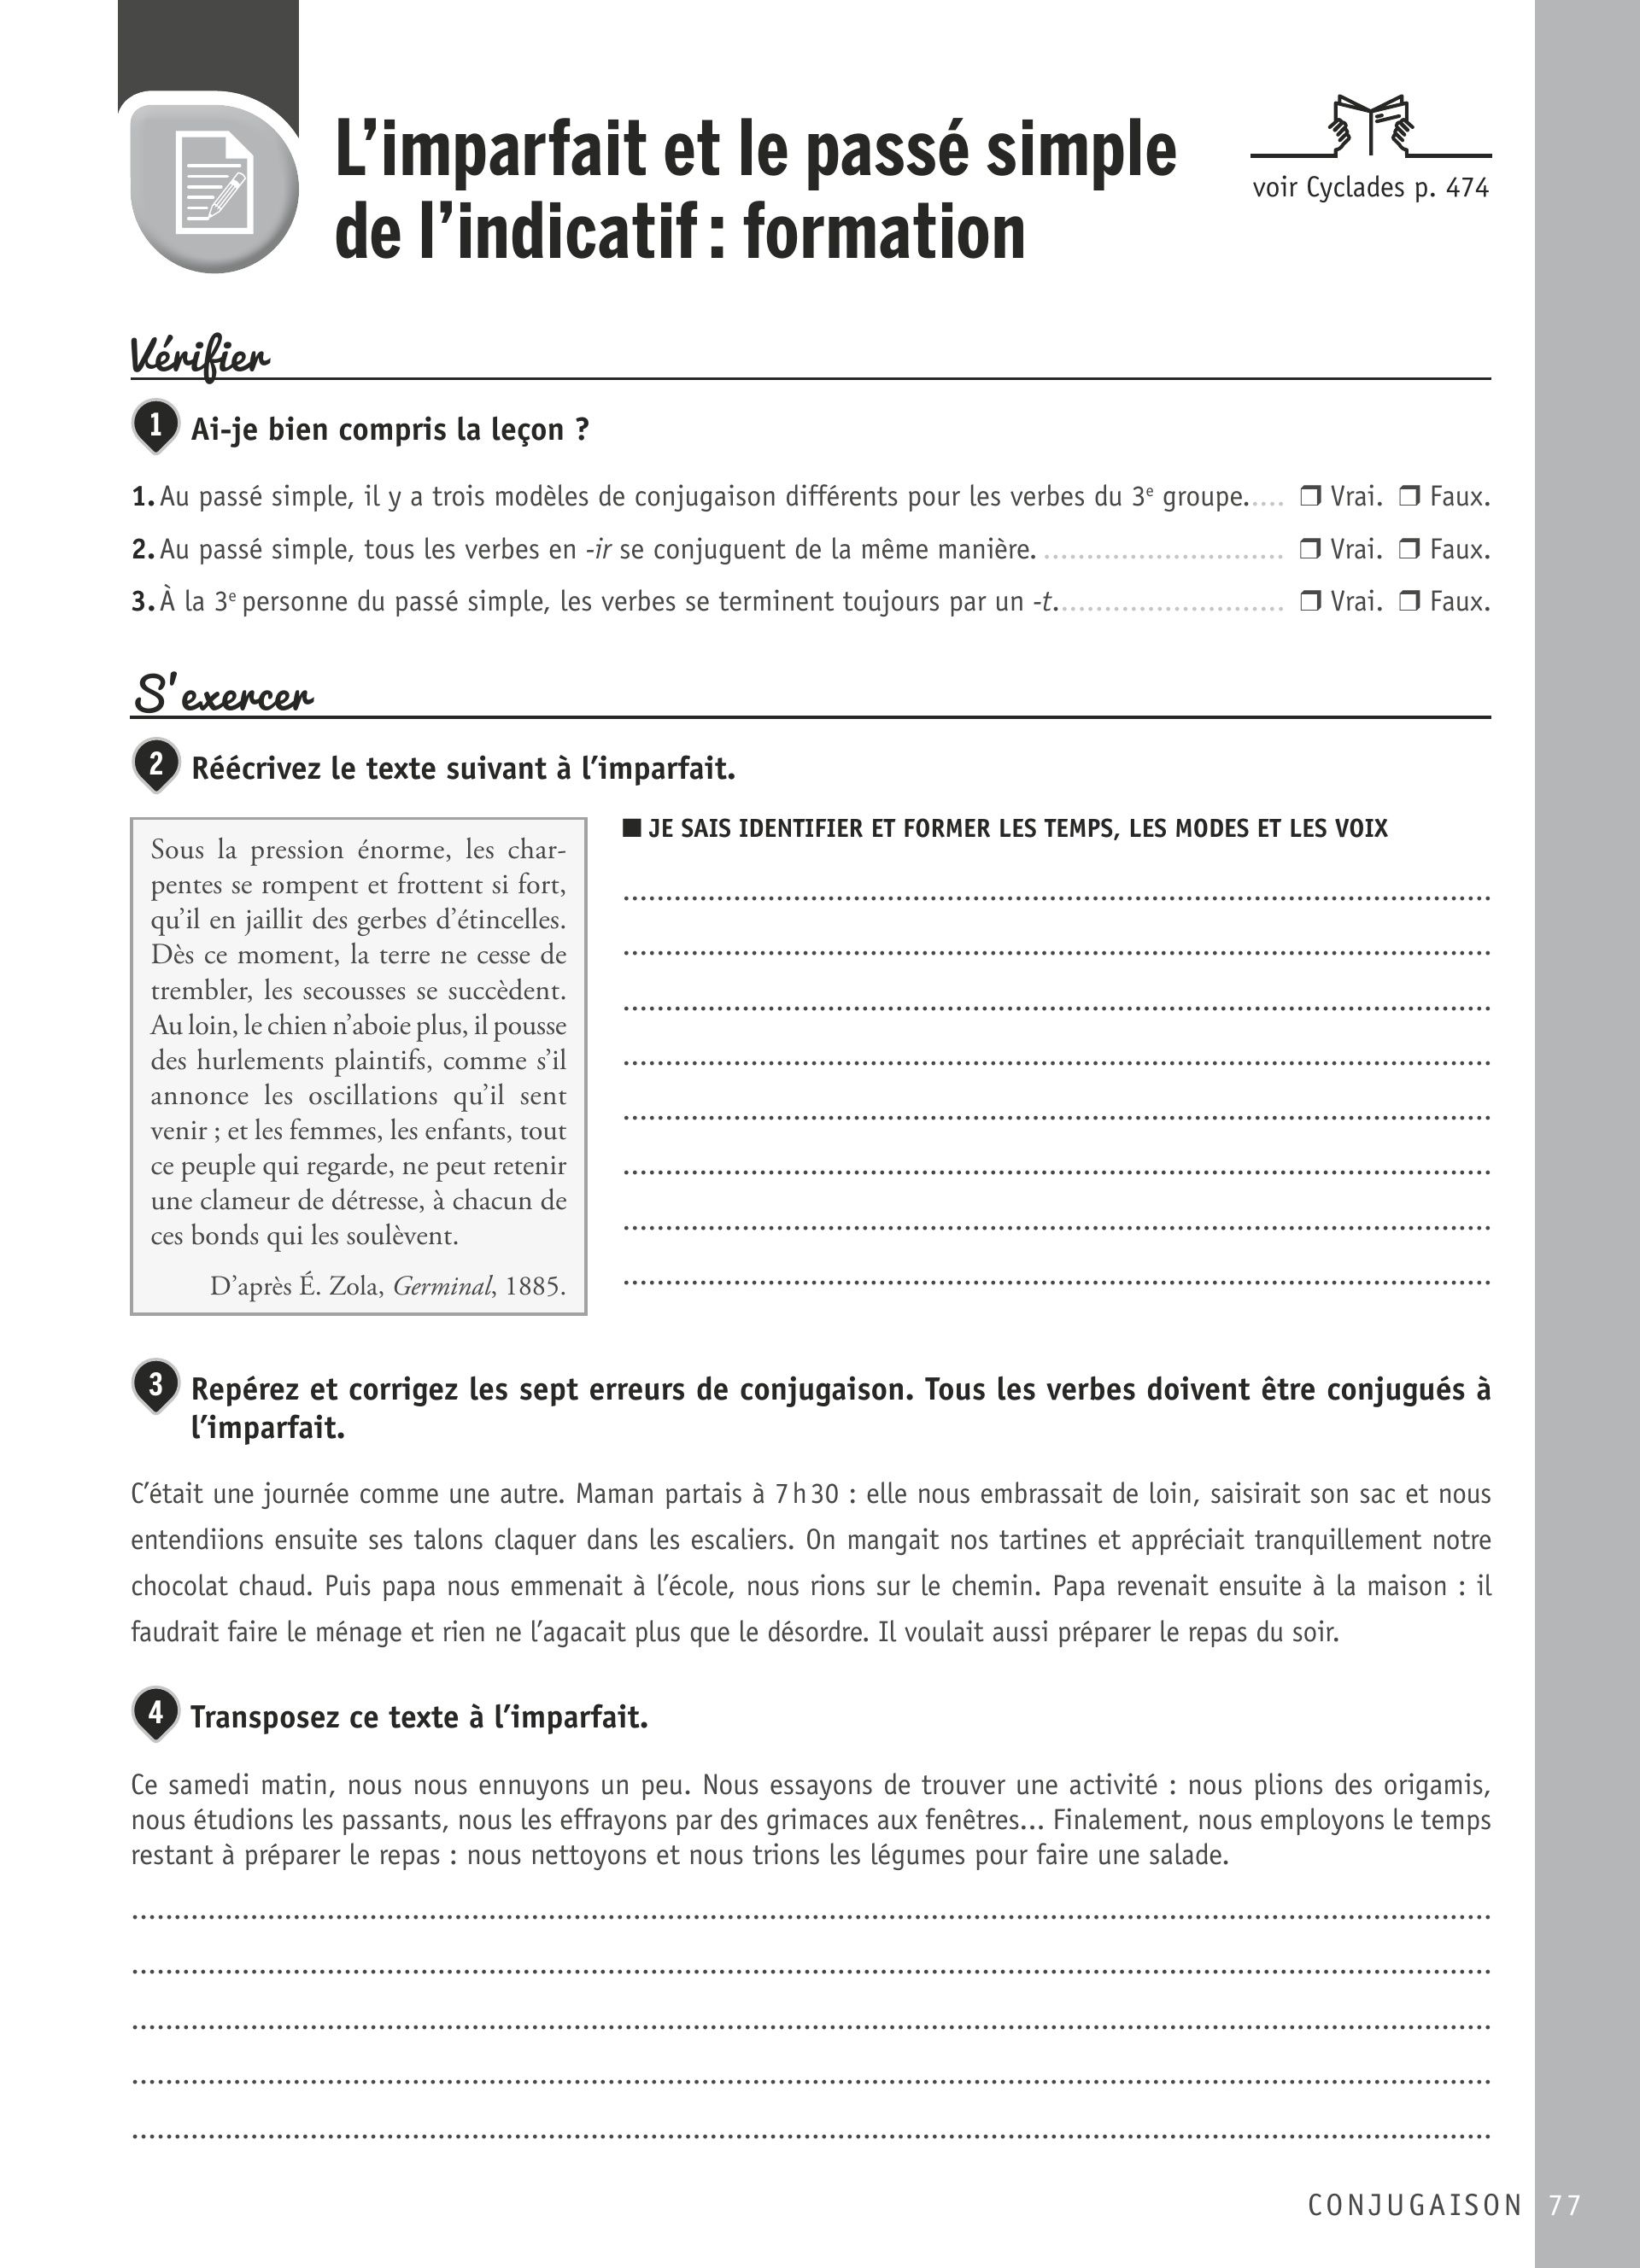 L'imparfait et le passé simple
de l'indicatif : formation
voir Cyclades p. 474
Vérifier
1 Ai-je bien compris la leçon ?
1. Au passé simple, il y a trois modèles de conjugaison différents pour les verbes du 3e groupe..... ❒ Vrai. ❒ Faux.
2. Au passé simple, tous les verbes en -ir se conjuguent de la même manière. ............................ ❒ Vrai. ❒ Faux.
3. À la 3e personne du passé simple, les verbes se terminent toujours par un -t........................... ❒ Vrai. ❒ Faux.
S'exercer
2 Réécrivez le texte suivant à l'imparfait.
Sous la pression énorme, les char-
pentes se rompent et frottent si fort,
qu'il en jaillit des gerbes d'étincelles.
Dès ce moment, la terre ne cesse de
trembler, les secousses se succèdent.
Au loin, le chien n'aboie plus, il pousse
des hurlements plaintifs, comme s'il
annonce les oscillations qu'il sent
venir ; et les femmes, les enfants, tout
ce peuple qui regarde, ne peut retenir
une clameur de détresse, à chacun de
ces bonds qui les soulèvent.
D'après É. Zola, Germinal, 1885.
■ JE SAIS IDENTIFIER ET FORMER LES TEMPS, LES MODES ET LES VOIX
3 Repérez et corrigez les sept erreurs de conjugaison. Tous les verbes doivent être conjugués à
l'imparfait.
C'était une journée comme une autre. Maman partais à 7 h 30 : elle nous embrassait de loin, saisirait son sac et nous
entendiions ensuite ses talons claquer dans les escaliers. On mangait nos tartines et appréciait tranquillement notre
chocolat chaud. Puis papa nous emmenait à l'école, nous rions sur le chemin. Papa revenait ensuite à la maison : il
faudrait faire le ménage et rien ne l'agacait plus que le désordre. Il voulait aussi préparer le repas du soir.
4 Transposez ce texte à l'imparfait.
Ce samedi matin, nous nous ennuyons un peu. Nous essayons de trouver une activité : nous plions des origamis,
nous étudions les passants, nous les effrayons par des grimaces aux fenêtres... Finalement, nous employons le temps
restant à préparer le repas : nous nettoyons et nous trions les légumes pour faire une salade.
CONJUGAISON 77